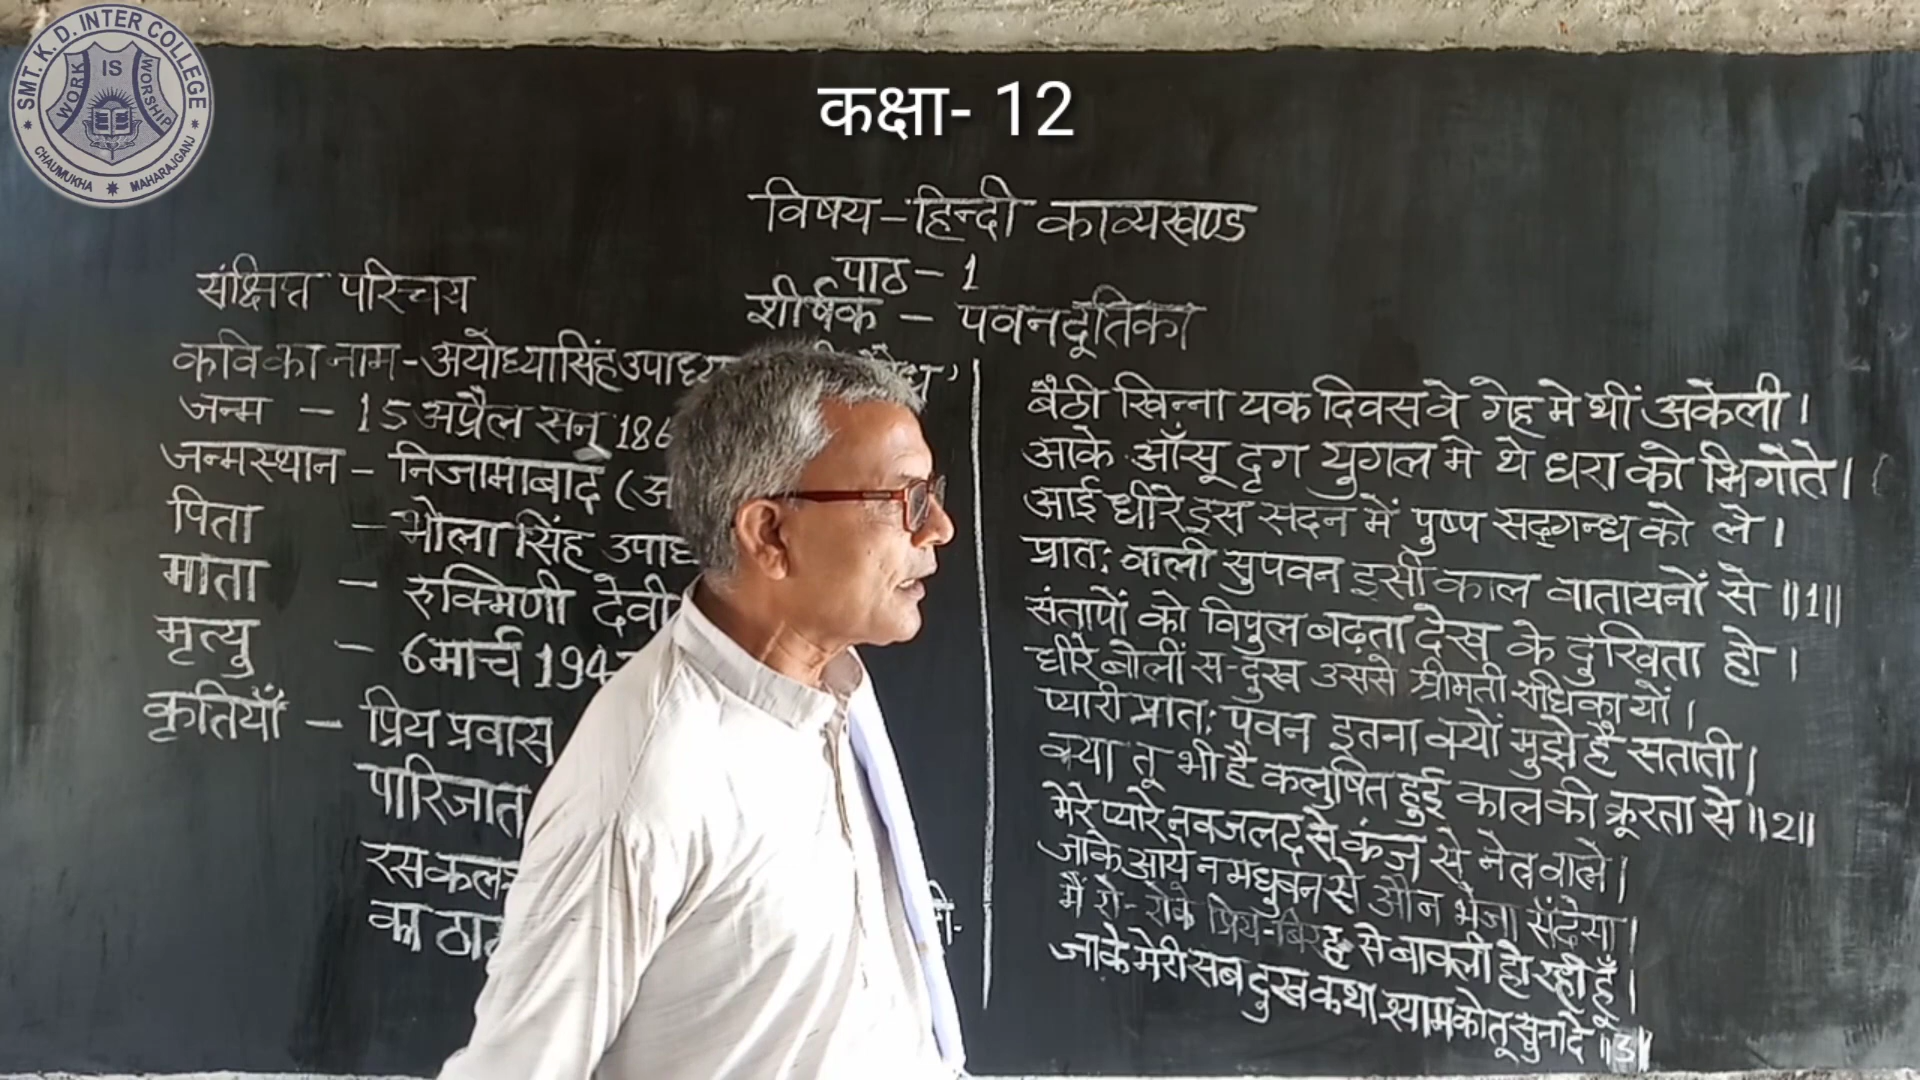 SMT. K. D. INTER COLLEGE
WORK IS WORSHIP
CHAUMUKHA MAHARAJGANJ
कक्षा- 12
विषय-हिन्दी काव्यखण्ड
पाठ- 1
शीर्षक - पवनदूतिका
संक्षिप्त परिचय
कवि का नाम-अयोध्यासिंह उपाध्य
जन्म - 15 अप्रैल सन् 186
जन्मस्थान - निजामाबाद (अ
पिता - भोला सिंह उपाध
माता - रुक्मिणी देवी
मृत्यु - 6 मार्च 194
कृतियाँ - प्रिय प्रवास
पारिजात
रसकल
का ठा
बैठी खिन्ना यक दिवस वे गेह मे थीं अकेली।
आके आँसू दृग युगल मे थे धरा को भिगोते।
आई धीरे इस सदन में पुष्प सद्गन्ध को ले।
प्रात: वाली सुपवन इसी काल वातायनों से ॥1॥
संतापों को विपुल बढ़ता देख के दुखिता हो।
धीरे बोलीं स-दुख उससे श्रीमती राधिका यों।
प्यारी प्रात: पवन इतना क्यों मुझे है सताती।
क्या तू भी है कलुषित हुई काल की क्रूरता से ॥2॥
मेरे प्यारे नव जलद से कंज से नेत्र वाले।
जाके आये न मधुबन से औ न भेजा सँदेसा।
मैं रो-रोके प्रिय-बिरह से बावली हो रही हूँ।
जाके मेरी सब दुख कथा श्याम को तू सुना दे ॥3॥